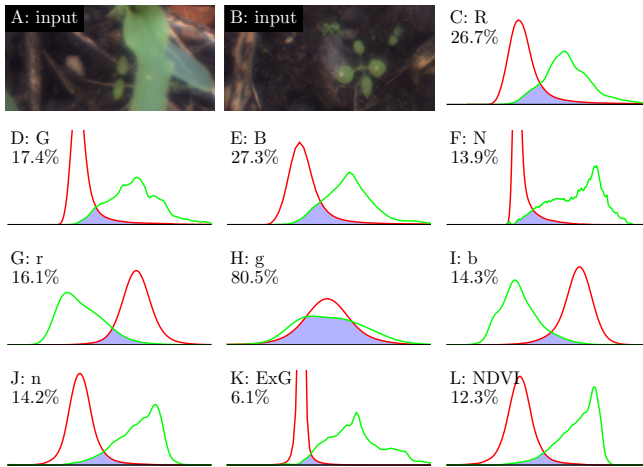 A: input
B: input
C: R
26.7%
D: G
17.4%
E: B
27.3%
F: N
13.9%
G: r
16.1%
H: g
80.5%
I: b
14.3%
J: n
14.2%
K: ExG
6.1%
L: NDVI
12.3%